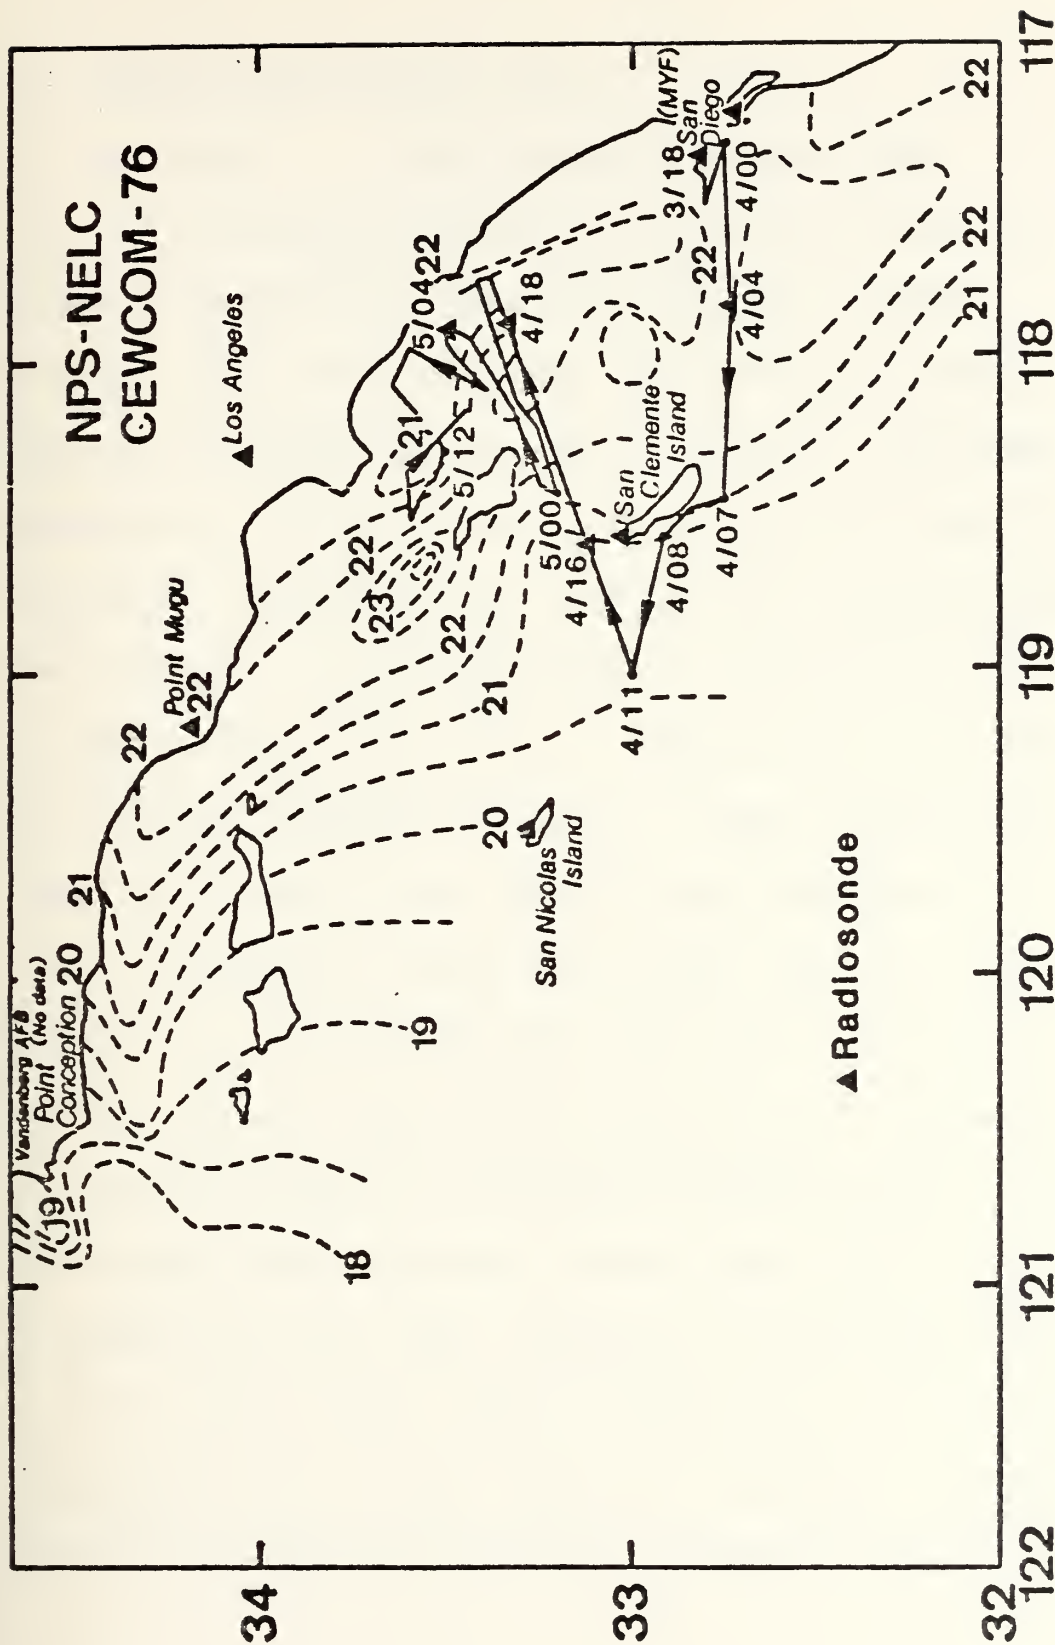 NPS-NELC
CEWCOM-76
Vandenberg AFB
Point (No data)
Conception
20
19
21
22
Point Mugu
22
Los Angeles
22
23
21
5/12
5/04
22
4/18
22
21
5/00
4/16
San
Clemente
Island
4/08
4/07
4/11
4/04
4/00
3/18
(MYF)
San
Diego
22
22
22
21
20
San Nicolas
Island
19
18
▲Radiosonde
34
33
32
122
121
120
119
118
117